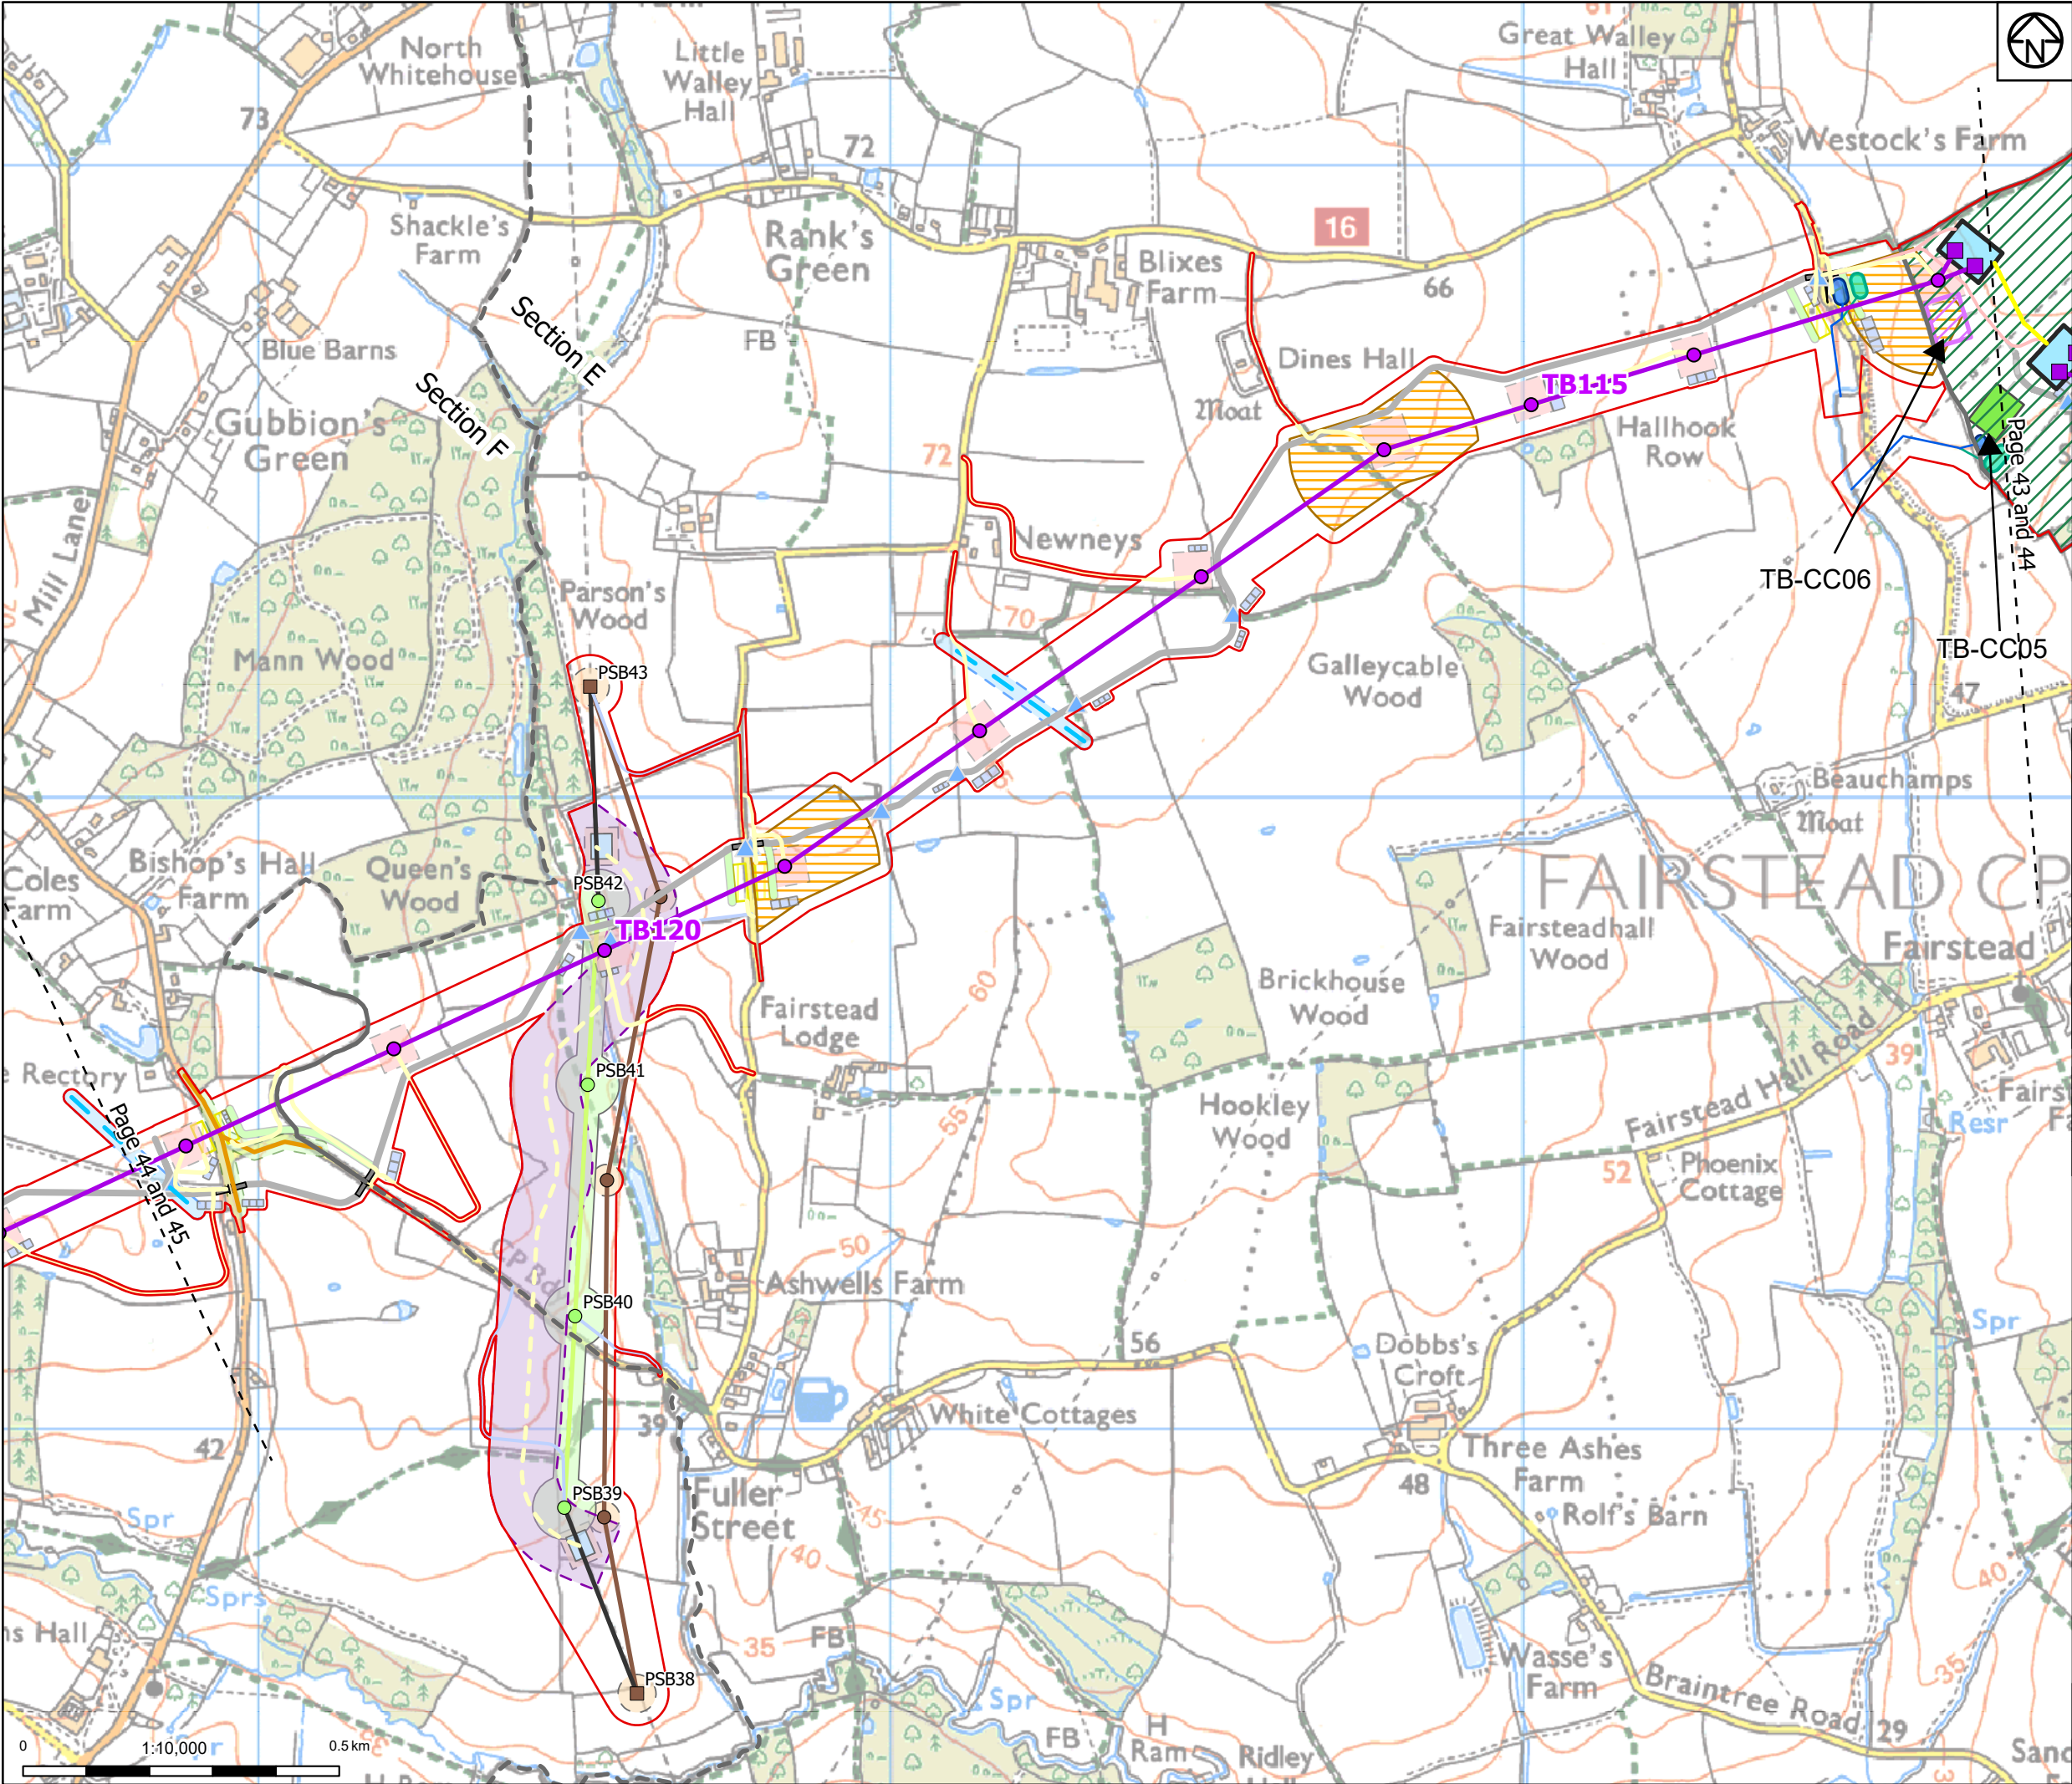 North
Whitehouse
Little
Walley
Hall
Great Walley
Hall
N
73
72
Westock's Farm
Shackle's
Farm
Rank's
Green
16
Blixes
Farm
66
Section E
Blue Barns
FB
Dines Hall
Section F
TB115
Moat
Gubbion's
Green
Hallhook
Row
72
Page 43 and 44
Mill Lane
Newneys
TB-CC06
Parson's
Wood
70
TB-CC05
Mann Wood
PSB43
Galleycable
Wood
47
Beauchamps
Moat
Bishop's Hall
Farm
Queen's
Wood
Coles
Farm
PSB42
FAIRSTEAD CP
TB120
Fairsteadhall
Wood
Fairstead
Brickhouse
Wood
60
Fairstead
Lodge
39
Rectory
PSB41
Fairstead Hall Road
Hookley
Wood
55
Resr
Page 44 and 45
52
Phoenix
Cottage
50
CP Rd
Ashwells Farm
PSB40
Spr
56
Dobbs's
Croft
39
White Cottages
42
Three Ashes
Farm
48
PSB39
Fuller
Street
45
Rolf's Barn
Spr
40
40
Sprs
Hall
35
FB
Wasse's
Farm
35
PSB38
Braintree Road
Spr
29
H
Ram
FB
Ridley
0
1:10,000
0.5 km